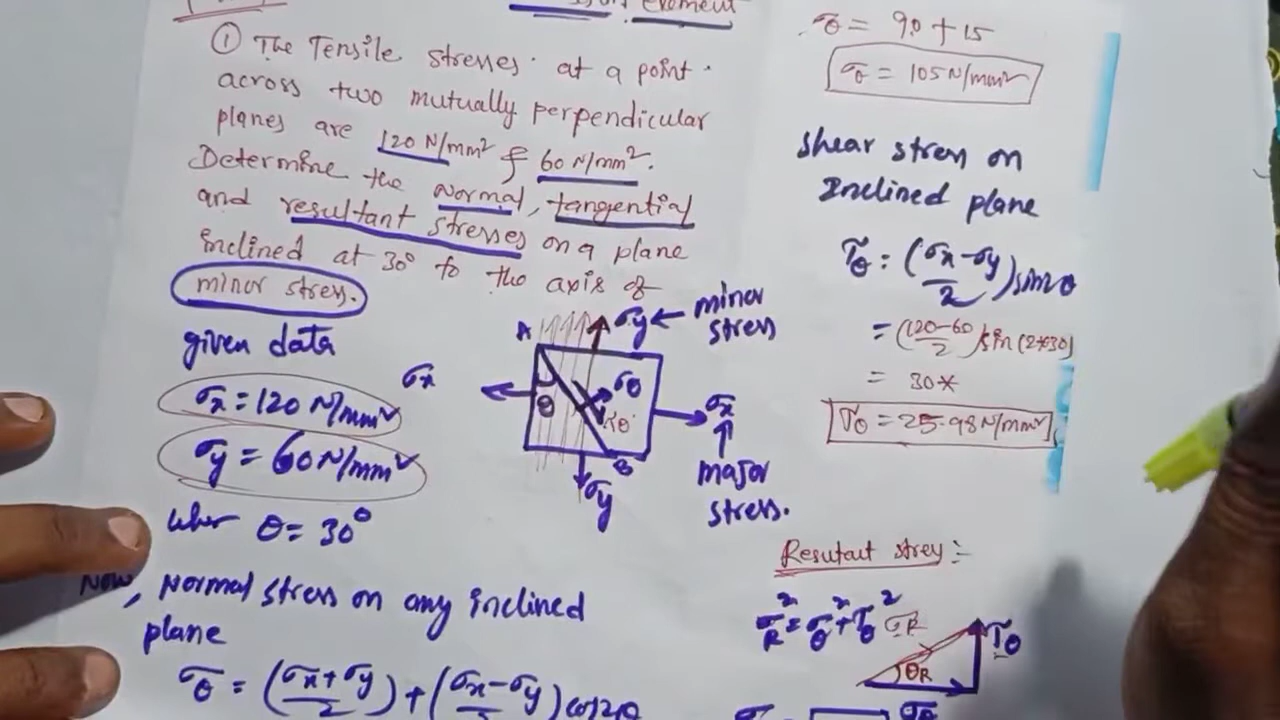 element
① The Tensile stresses at a point
across two mutually perpendicular
planes are 120 N/mm² & 60 N/mm².
Determine the Normal, tangential
and resultant stresses on a plane
inclined at 30° to the axis of
minor stress.
given data
σx = 120 N/mm²
σy = 60 N/mm²
θ = 30°
Now, Normal stress on any inclined
plane
σθ = (σx+σy/2) + (σx-σy/2) cos2θ
σx
A
σy ← minor
stress
θ
σθ
τθ
σx
B
σy
major
stress.
σθ = 90 + 15
σθ = 105 N/mm²
Shear stress on
Inclined plane
τθ = (σx-σy/2) sin2θ
= (120-60/2) sin (2*30)
= 30*
τθ = 25.98 N/mm²
Resutaut stress :-
σR² = σθ² + τθ²
σR
τθ
θR
σθ